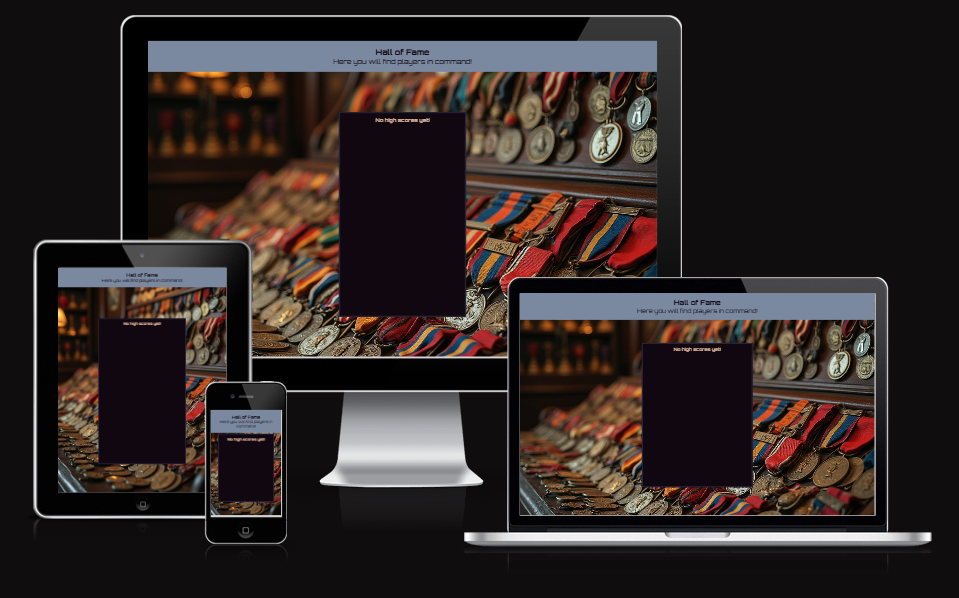 Hall of Fame
Here you will find players in command!
No high scores yet!
Hall of Fame
Here you will find players in command!
No high scores yet!
Hall of Fame
Here you will find players in command!
No high scores yet!
Hall of Fame
Here you will find players in
command!
No high scores yet!